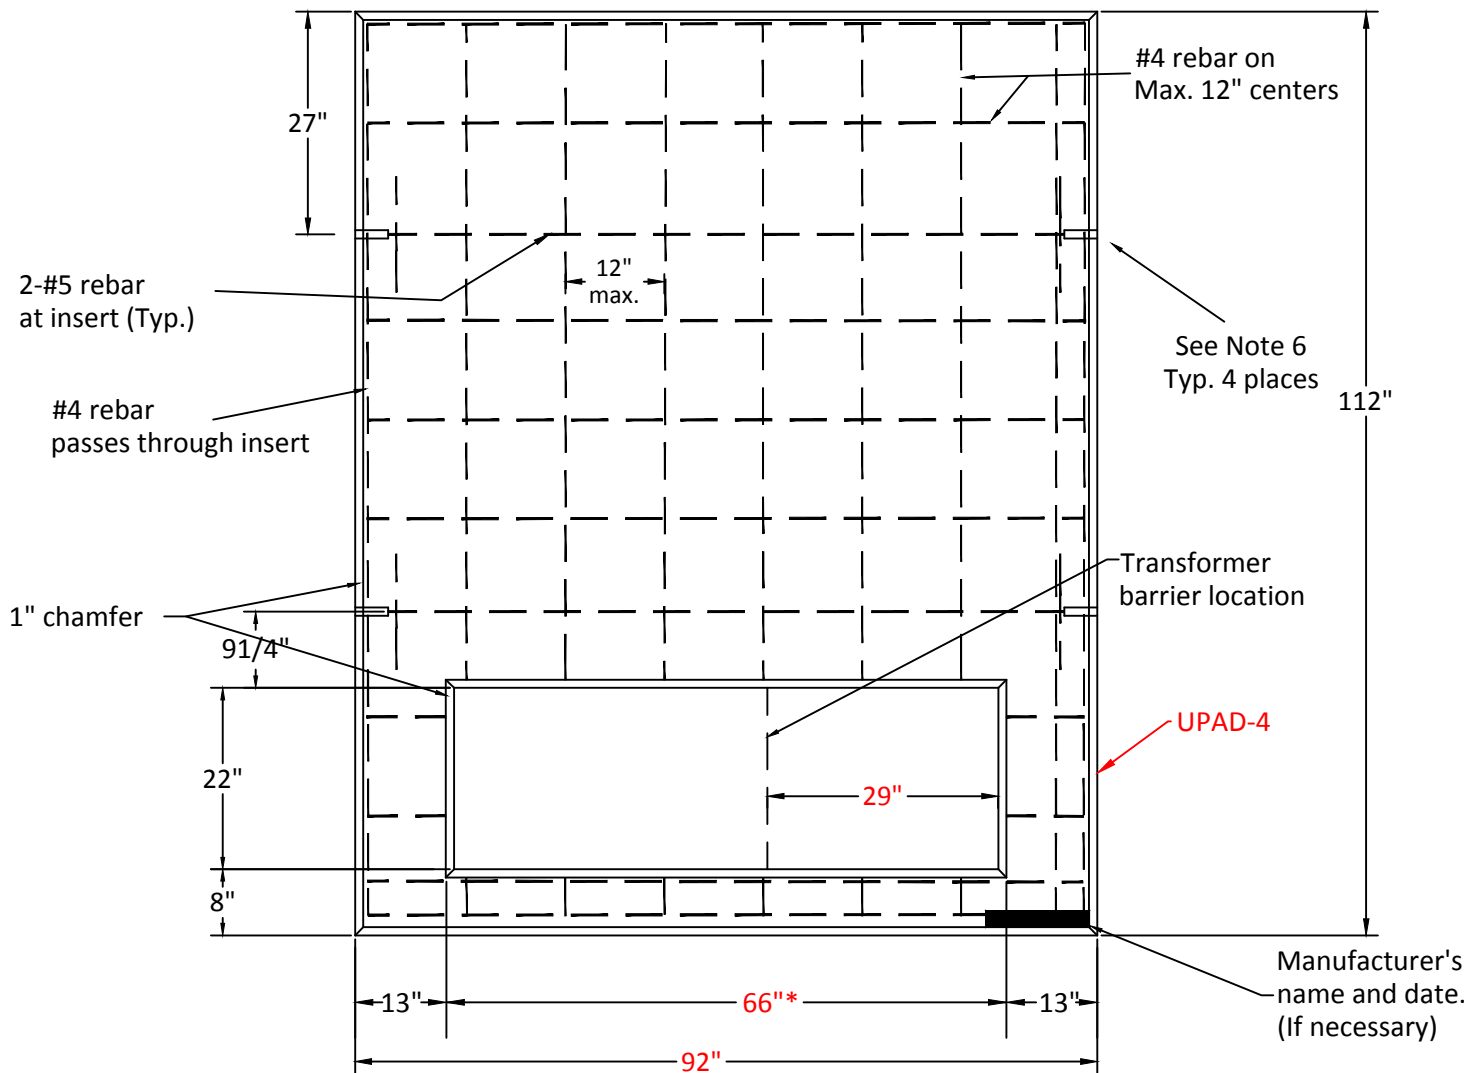 #4 rebar on
Max. 12" centers
27"
2-#5 rebar
at insert (Typ.)
12"
max.
See Note 6
Typ. 4 places
112"
#4 rebar
passes through insert
Transformer
barrier location
1" chamfer
91/4"
UPAD-4
22"
29"
8"
Manufacturer's
name and date.
(If necessary)
13"
66"*
13"
92"